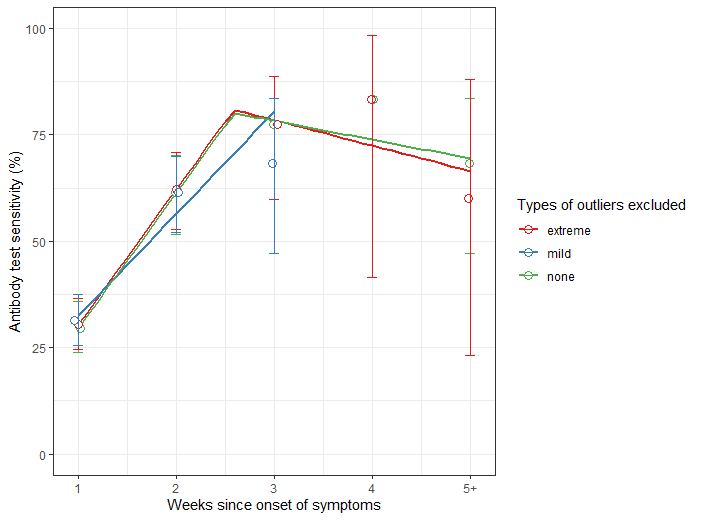 Antibody test sensitivity (%)
100
75
50
25
0
1 2 3 4 5+
Weeks since onset of symptoms
Types of outliers excluded
extreme
mild
none